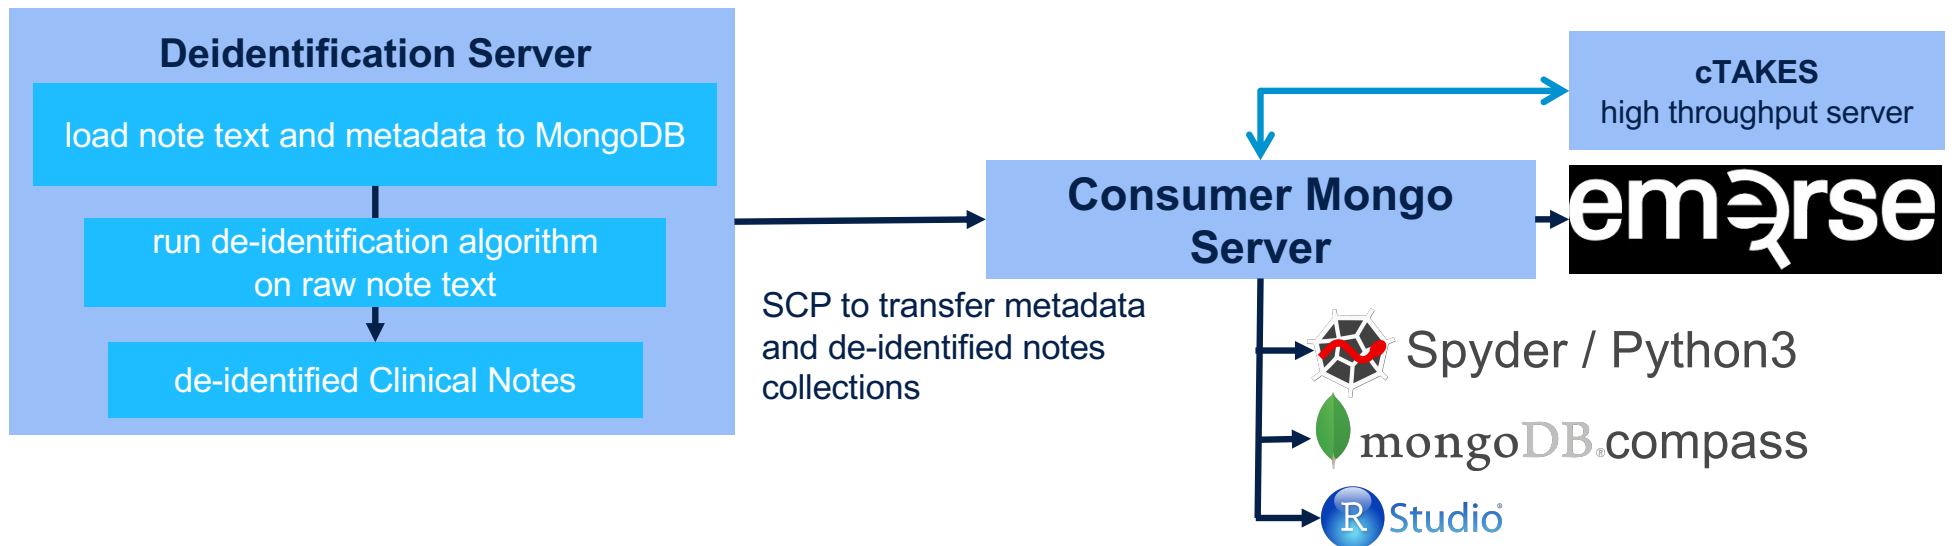 Deidentification Server
load note text and metadata to MongoDB
run de-identification algorithm
on raw note text
de-identified Clinical Notes
SCP to transfer metadata
and de-identified notes
collections
Consumer Mongo
Server
cTAKES
high throughput server
emerse
Spyder / Python3
mongoDB®compass
R Studio®